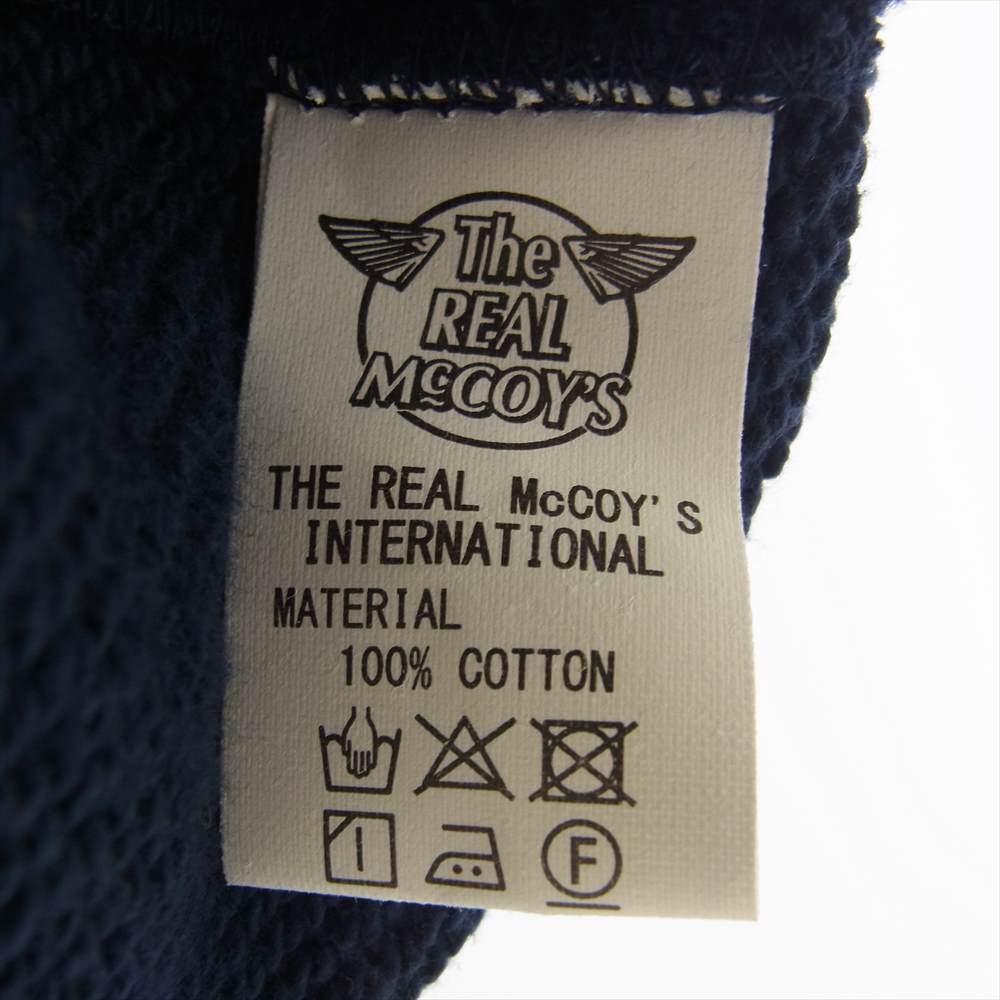 The
REAL
McCOY'S
THE REAL McCOY'S
INTERNATIONAL
MATERIAL
100% COTTON
F